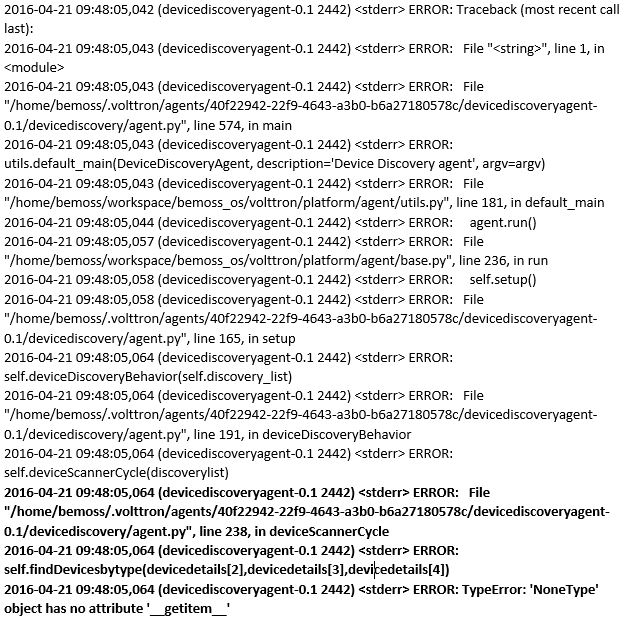 2016-04-21 09:48:05,042 (devicediscoveryagent-0.1 2442) <stderr> ERROR: Traceback (most recent call
last):
2016-04-21 09:48:05,043 (devicediscoveryagent-0.1 2442) <stderr> ERROR:   File "<string>", line 1, in
<module>
2016-04-21 09:48:05,043 (devicediscoveryagent-0.1 2442) <stderr> ERROR:   File
"/home/bemoss/.volttron/agents/40f22942-22f9-4643-a3b0-b6a27180578c/devicediscoveryagent-
0.1/devicediscovery/agent.py", line 574, in main
2016-04-21 09:48:05,043 (devicediscoveryagent-0.1 2442) <stderr> ERROR:
utils.default_main(DeviceDiscoveryAgent, description='Device Discovery agent', argv=argv)
2016-04-21 09:48:05,043 (devicediscoveryagent-0.1 2442) <stderr> ERROR:   File
"/home/bemoss/workspace/bemoss_os/volttron/platform/agent/utils.py", line 181, in default_main
2016-04-21 09:48:05,044 (devicediscoveryagent-0.1 2442) <stderr> ERROR:     agent.run()
2016-04-21 09:48:05,057 (devicediscoveryagent-0.1 2442) <stderr> ERROR:   File
"/home/bemoss/workspace/bemoss_os/volttron/platform/agent/base.py", line 236, in run
2016-04-21 09:48:05,058 (devicediscoveryagent-0.1 2442) <stderr> ERROR:     self.setup()
2016-04-21 09:48:05,058 (devicediscoveryagent-0.1 2442) <stderr> ERROR:   File
"/home/bemoss/.volttron/agents/40f22942-22f9-4643-a3b0-b6a27180578c/devicediscoveryagent-
0.1/devicediscovery/agent.py", line 165, in setup
2016-04-21 09:48:05,064 (devicediscoveryagent-0.1 2442) <stderr> ERROR:
self.deviceDiscoveryBehavior(self.discovery_list)
2016-04-21 09:48:05,064 (devicediscoveryagent-0.1 2442) <stderr> ERROR:   File
"/home/bemoss/.volttron/agents/40f22942-22f9-4643-a3b0-b6a27180578c/devicediscoveryagent-
0.1/devicediscovery/agent.py", line 191, in deviceDiscoveryBehavior
2016-04-21 09:48:05,064 (devicediscoveryagent-0.1 2442) <stderr> ERROR:
self.deviceScannerCycle(discoverylist)
2016-04-21 09:48:05,064 (devicediscoveryagent-0.1 2442) <stderr> ERROR:   File
"/home/bemoss/.volttron/agents/40f22942-22f9-4643-a3b0-b6a27180578c/devicediscoveryagent-
0.1/devicediscovery/agent.py", line 238, in deviceScannerCycle
2016-04-21 09:48:05,064 (devicediscoveryagent-0.1 2442) <stderr> ERROR:
self.findDevicesbytype(devicedetails[2],devicedetails[3],devicedetails[4])
2016-04-21 09:48:05,064 (devicediscoveryagent-0.1 2442) <stderr> ERROR: TypeError: 'NoneType'
object has no attribute '__getitem__'